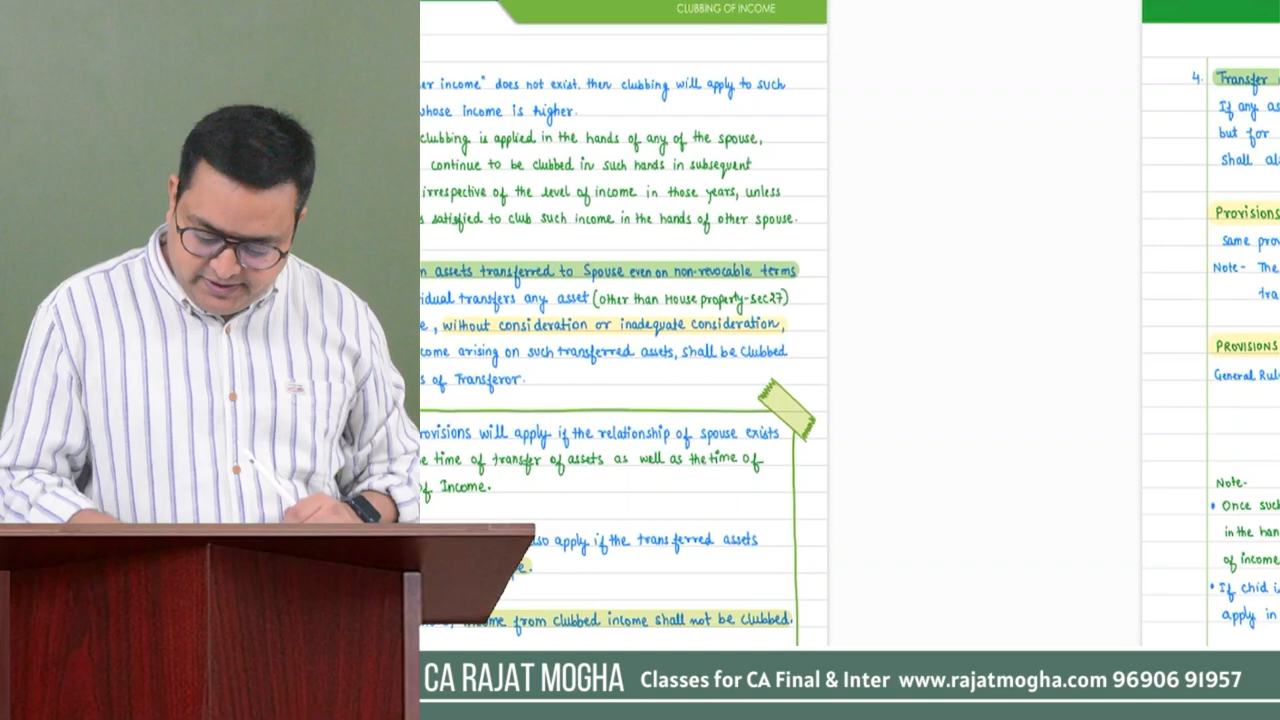 CLUBBING OF INCOME
er income" does not exist. then clubbing will apply to such
whose income is higher.
clubbing is applied in the hands of any of the spouse,
continue to be clubbed in such hands in subsequent
irrespective of the level of income in those years, unless
s satisfied to club such income in the hands of other spouse.
n assets transferred to Spouse even on non-revocable terms
idual transfers any asset (other than House property-sec27)
e, without consideration or inadequate consideration,
come arising on such transferred assets, shall be clubbed
s of Transferor.
rovisions will apply if the relationship of spouse exists
e time of transfer of assets as well as the time of
of Income.
so apply if the transferred assets
e.
income from clubbed income shall not be clubbed.
4. Transfer
If any as
but for
shall al
Provisions
same prov
Note- The
tra
PROVISIONS
General Rul
Note-
• Once suc
in the han
of income
• If chid i
apply in
CA RAJAT MOGHA Classes for CA Final & Inter www.rajatmogha.com 96906 91957